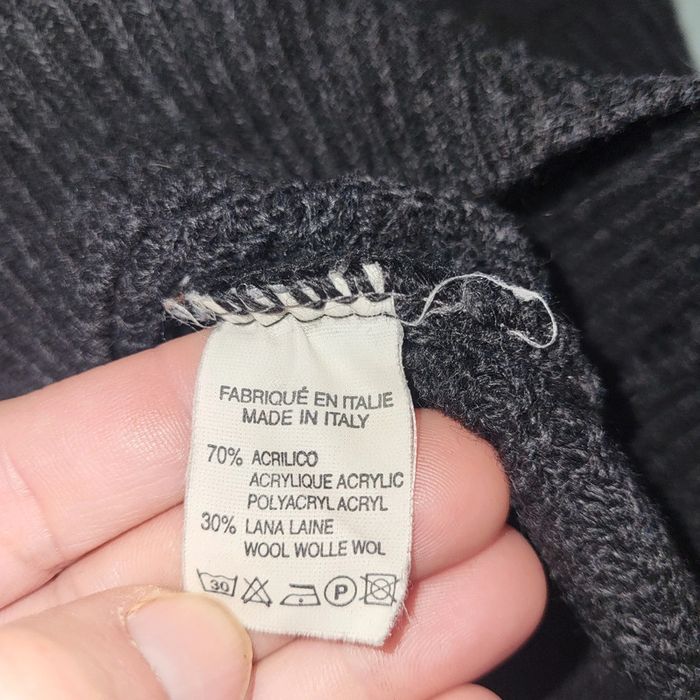 FABRIQUÉ EN ITALIE
MADE IN ITALY
70% ACRILICO
ACRYLIQUE ACRYLIC
POLYACRYL ACRYL
30% LANA LAINE
WOOL WOLLE WOL
30 P